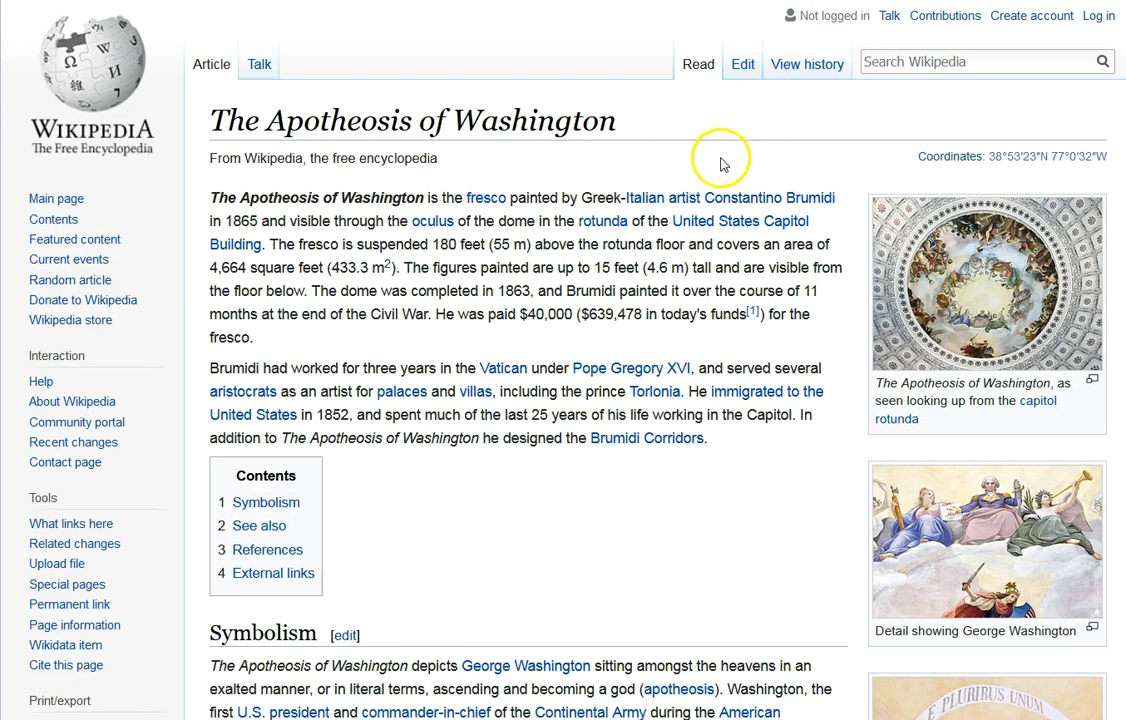 Not logged in Talk Contributions Create account Log in
Article Talk Read Edit View history Search Wikipedia
WIKIPEDIA
The Free Encyclopedia
Main page
Contents
Featured content
Current events
Random article
Donate to Wikipedia
Wikipedia store
Interaction
Help
About Wikipedia
Community portal
Recent changes
Contact page
Tools
What links here
Related changes
Upload file
Special pages
Permanent link
Page information
Wikidata item
Cite this page
Print/export
The Apotheosis of Washington
From Wikipedia, the free encyclopedia
Coordinates: 38°53′23″N 77°0′32″W
The Apotheosis of Washington is the fresco painted by Greek-Italian artist Constantino Brumidi
in 1865 and visible through the oculus of the dome in the rotunda of the United States Capitol
Building. The fresco is suspended 180 feet (55 m) above the rotunda floor and covers an area of
4,664 square feet (433.3 m2). The figures painted are up to 15 feet (4.6 m) tall and are visible from
the floor below. The dome was completed in 1863, and Brumidi painted it over the course of 11
months at the end of the Civil War. He was paid $40,000 ($639,478 in today's funds[1]) for the
fresco.
Brumidi had worked for three years in the Vatican under Pope Gregory XVI, and served several
aristocrats as an artist for palaces and villas, including the prince Torlonia. He immigrated to the
United States in 1852, and spent much of the last 25 years of his life working in the Capitol. In
addition to The Apotheosis of Washington he designed the Brumidi Corridors.
Contents
1 Symbolism
2 See also
3 References
4 External links
Symbolism [edit]
The Apotheosis of Washington depicts George Washington sitting amongst the heavens in an
exalted manner, or in literal terms, ascending and becoming a god (apotheosis). Washington, the
first U.S. president and commander-in-chief of the Continental Army during the American
The Apotheosis of Washington, as
seen looking up from the capitol
rotunda
Detail showing George Washington
E PLURIBUS UNUM